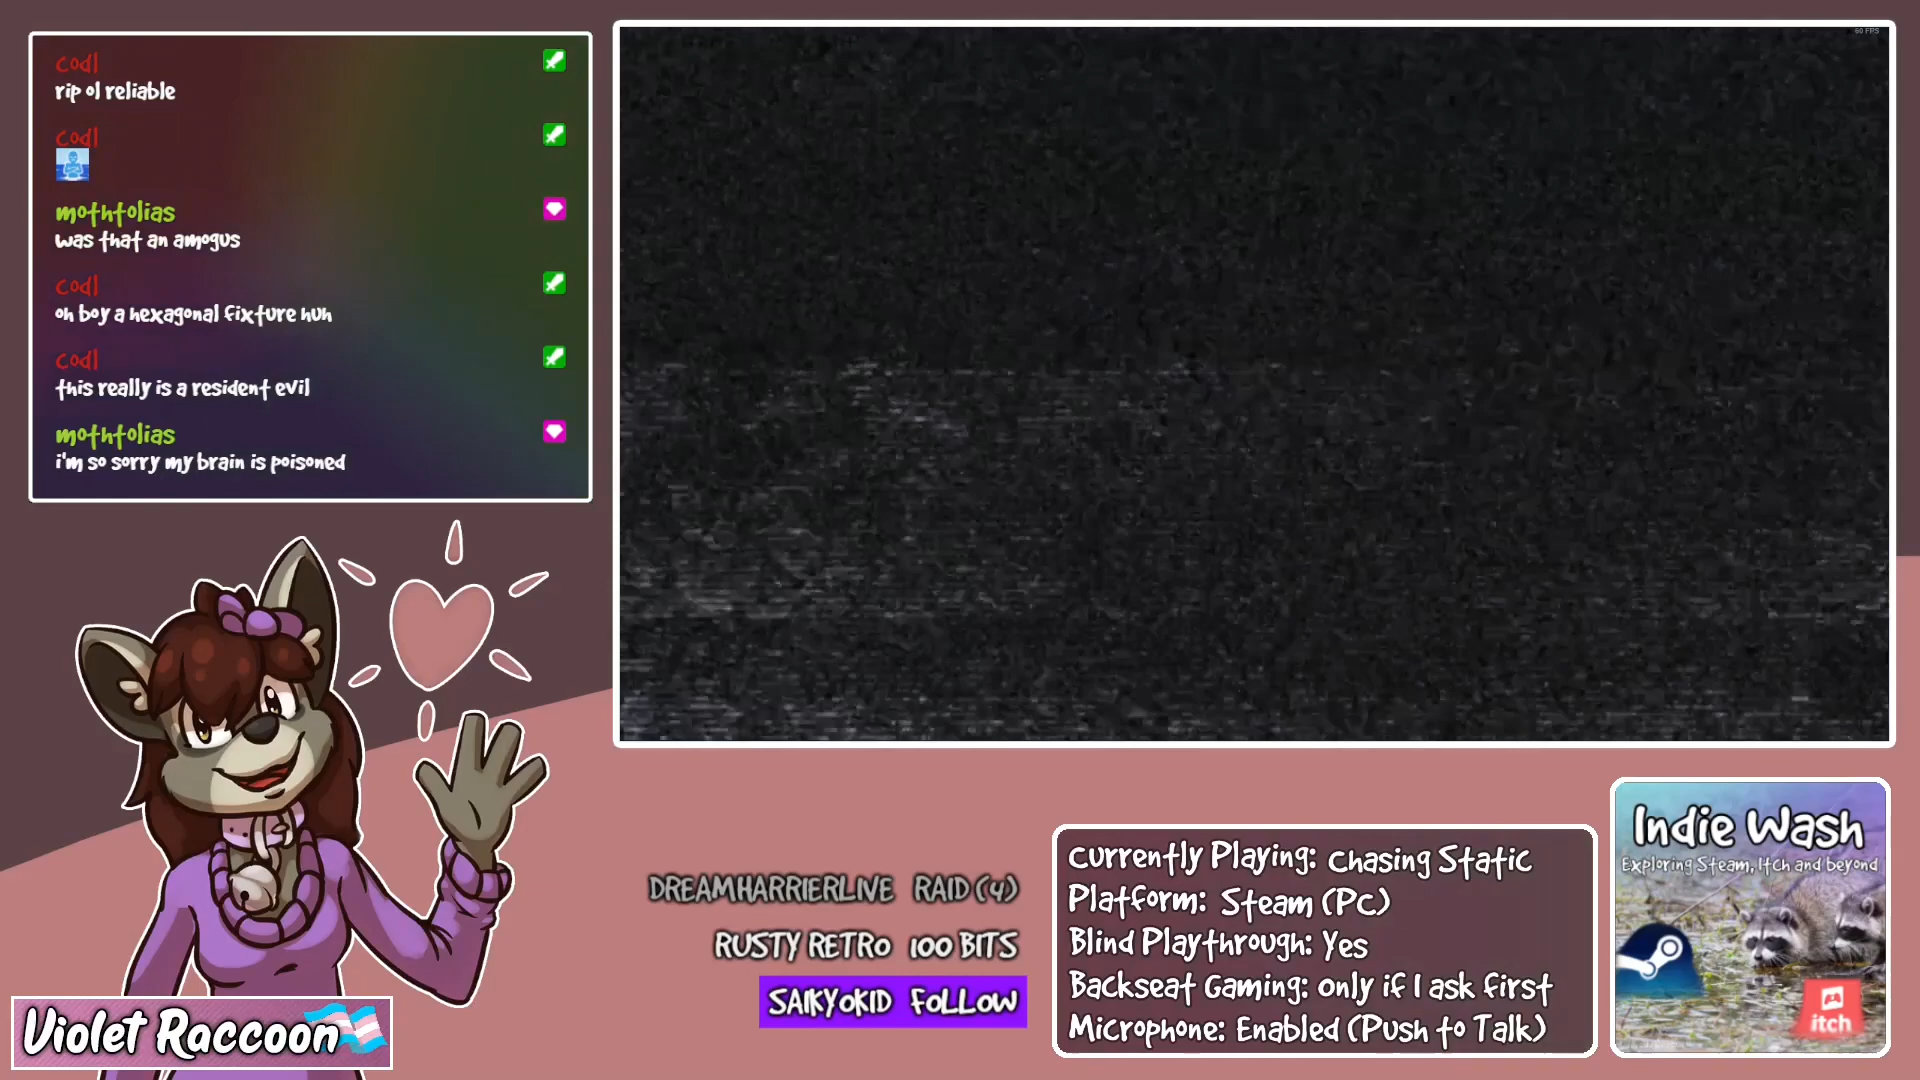 codl
rip ol reliable
codl
mothfolias
was that an amogus
codl
oh boy a hexagonal fixture huh
codl
this really is a resident evil
mothfolias
i'm so sorry my brain is poisoned
60 FPS
Violet Raccoon
DREAMHARRIERLIVE RAID (4)
RUSTY RETRO 100 BITS
SAIKYOKID FOLLOW
Currently Playing: Chasing Static
Platform: Steam (PC)
Blind Playthrough: Yes
Backseat Gaming: Only if I ask first
Microphone: Enabled (Push to Talk)
Indie Wash
Exploring Steam, Itch and beyond
itch